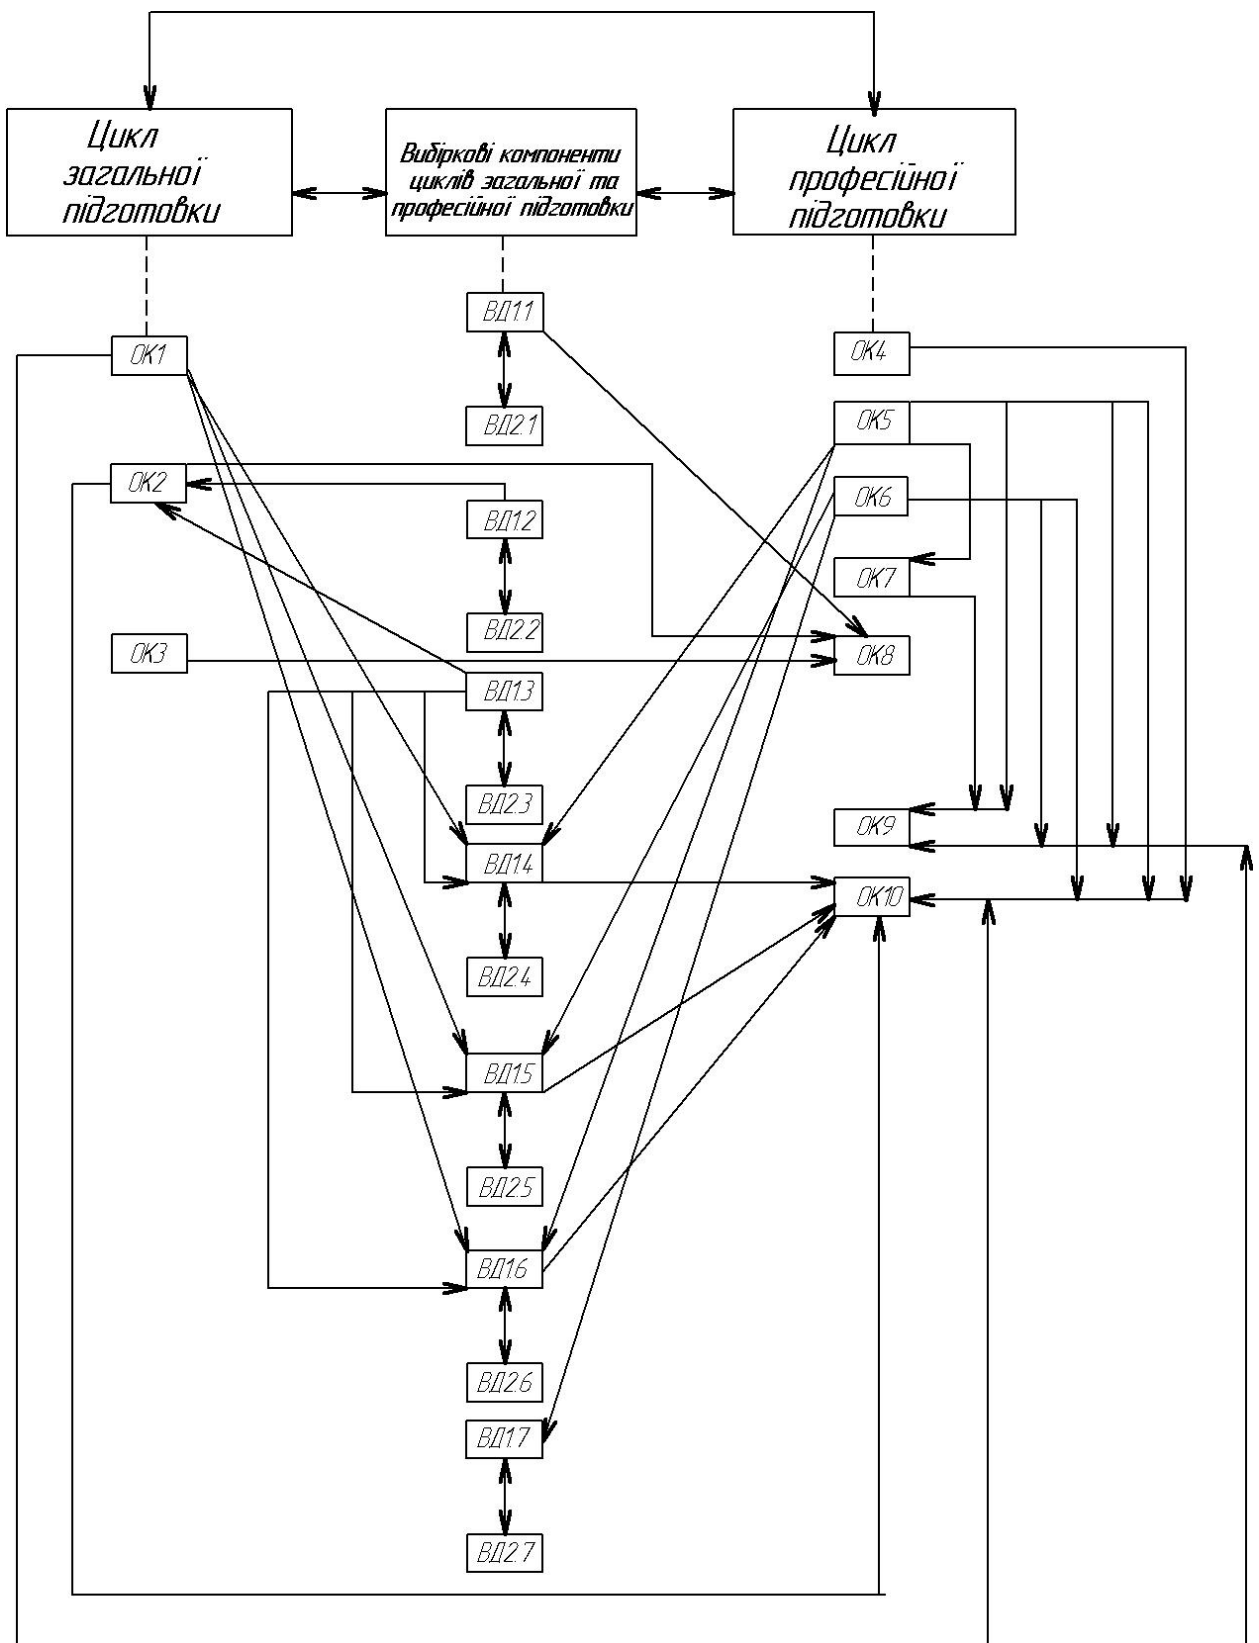 Цикл
загальної
підготовки
Вибіркові компоненти
циклів загальної та
професійної підготовки
Цикл
професійної
підготовки
ВД1.1
ОК1
ОК4
ВД2.1
ОК5
ОК2
ВД1.2
ОК6
ОК7
ВД2.2
ОК3
ОК8
ВД1.3
ВД2.3
ОК9
ВД1.4
ОК10
ВД2.4
ВД1.5
ВД2.5
ВД1.6
ВД2.6
ВД1.7
ВД2.7